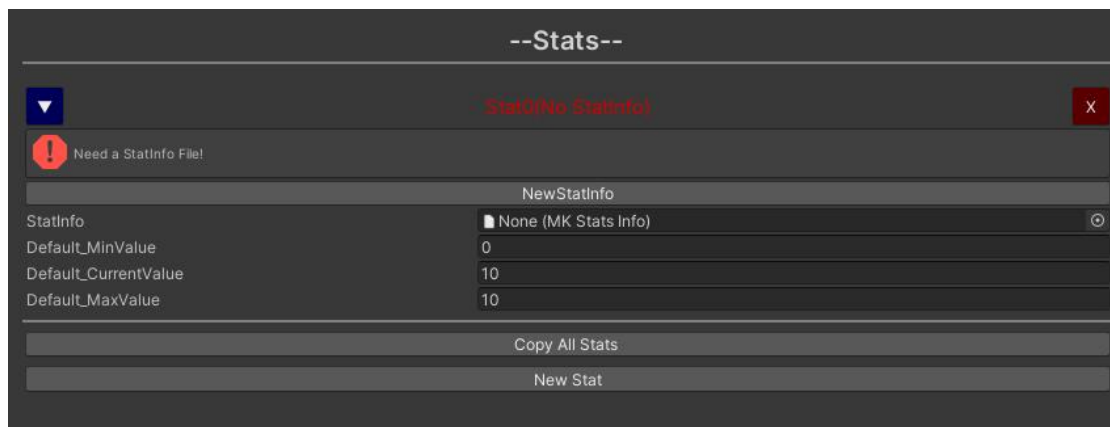 --Stats--
▼ Stat0(No StatInfo) X
Need a StatInfo File!
NewStatInfo
StatInfo None (MK Stats Info)
Default_MinValue 0
Default_CurrentValue 10
Default_MaxValue 10
Copy All Stats
New Stat